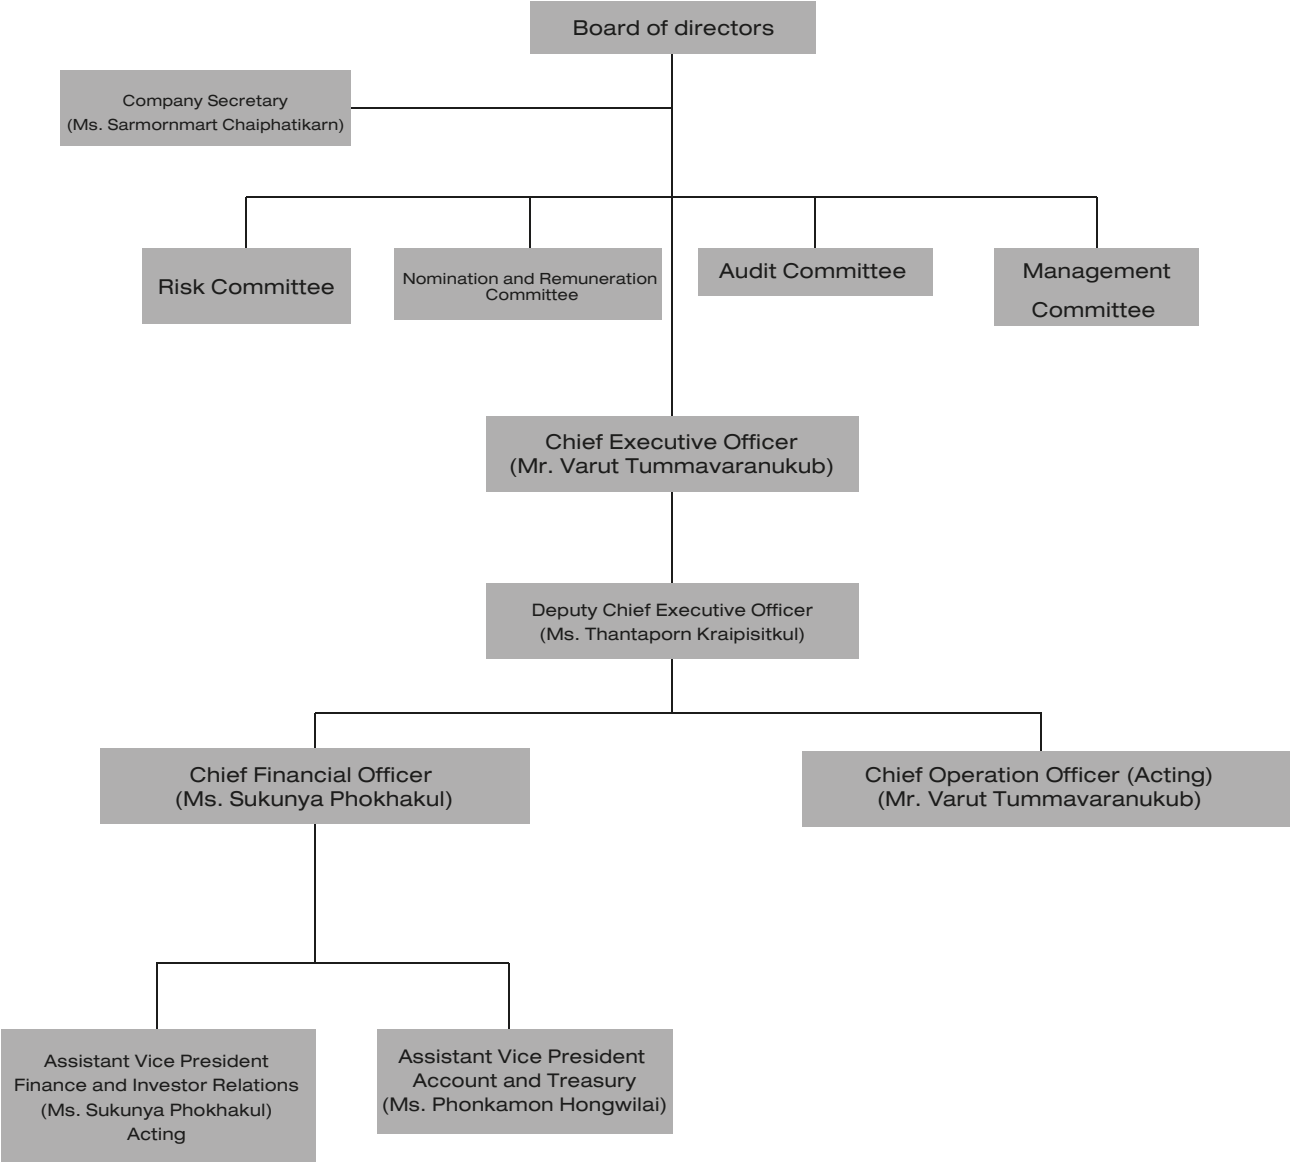 Board of directors
Company Secretary
(Ms. Sarmornmart Chaiphatikarn)
Risk Committee
Nomination and Remuneration
Committee
Audit Committee
Management
Committee
Chief Executive Officer
(Mr. Varut Tummavaranukub)
Deputy Chief Executive Officer
(Ms. Thantaporn Kraipisitkul)
Chief Financial Officer
(Ms. Sukunya Phokhakul)
Chief Operation Officer (Acting)
(Mr. Varut Tummavaranukub)
Assistant Vice President
Finance and Investor Relations
(Ms. Sukunya Phokhakul)
Acting
Assistant Vice President
Account and Treasury
(Ms. Phonkamon Hongwilai)